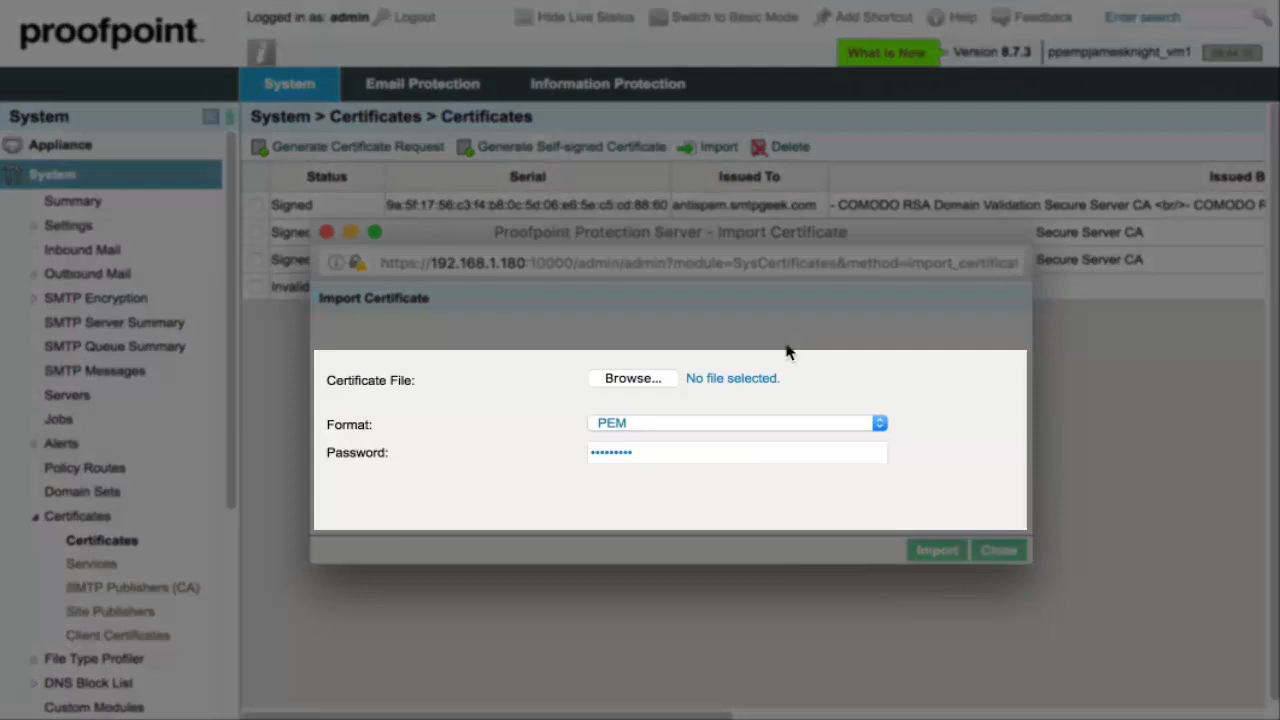 proofpoint
Logged in as: admin Logout Hide Live Status Switch to Basic Mode Add Shortcut Help Feedback Enter search
What is New Version 8.7.3 ppempjamesknight_vm1
System Email Protection Information Protection
System
System > Certificates > Certificates
Appliance
Generate Certificate Request Generate Self-signed Certificate Import Delete
System
Status Serial Issued To Issued B
Summary
Signed 9a:5f:17:56:c3:f4:b8:0c:5d:06:e6:5e:c5:cd:88:60 antispam.smtpgeek.com - COMODO RSA Domain Validation Secure Server CA <br/>- COMODO R
Settings
Signed Secure Server CA
Inbound Mail
Signed Secure Server CA
Outbound Mail
Invalid
SMTP Encryption
SMTP Server Summary
SMTP Queue Summary
SMTP Messages
Servers
Jobs
Alerts
Policy Routes
Domain Sets
Certificates
Certificates
Services
SMTP Publishers (CA)
Site Publishers
Client Certificates
File Type Profiler
DNS Block List
Custom Modules
Proofpoint Protection Server - Import Certificate
https://192.168.1.180:10000/admin/admin?module=SysCertificates&method=import_certificat
Import Certificate
Certificate File: Browse... No file selected.
Format: PEM
Password: •••••••••
Import Close